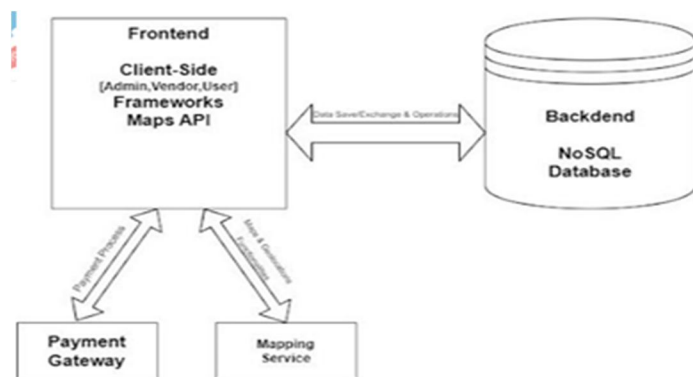 Frontend
Client-Side
[Admin,Vendor,User]
Frameworks
Maps API
Data Save/Exchange & Operations
Backdend
NoSQL
Database
Payment Process
Maps & Geolocations
Functionalities
Payment
Gateway
Mapping
Service